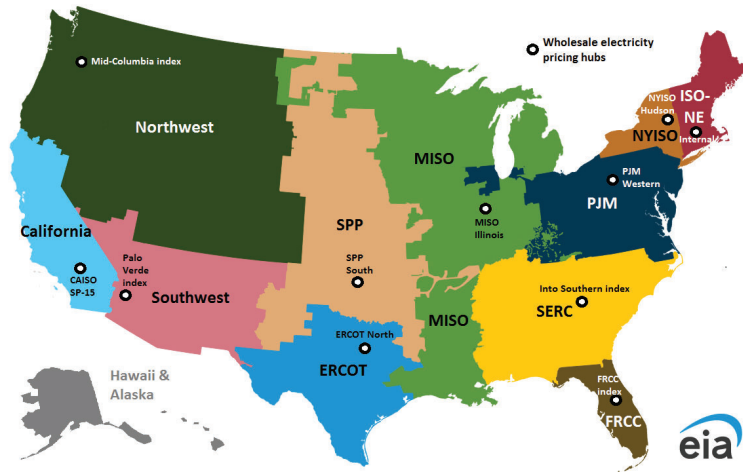 Mid-Columbia index
Wholesale electricity
pricing hubs
Northwest
NYISO
Hudson
ISO-
NE
Internal
NYISO
MISO
PJM
Western
PJM
California
SPP
MISO
Illinois
CAISO
SP-15
Palo
Verde
index
Southwest
SPP
South
Into Southern index
SERC
MISO
ERCOT North
ERCOT
Hawaii &
Alaska
FRCC
index
FRCC
eia